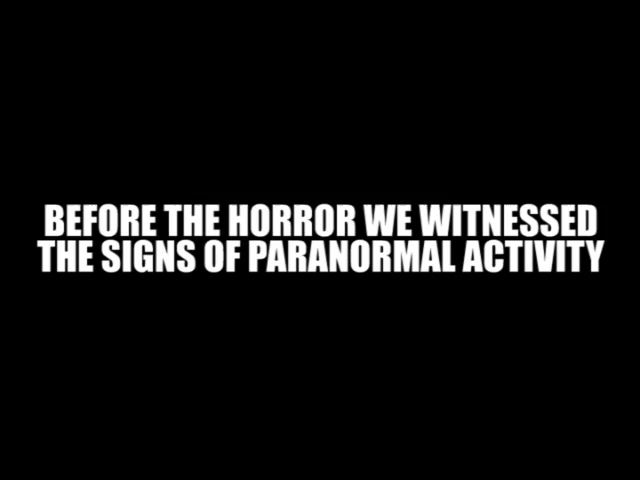 BEFORE THE HORROR WE WITNESSED
THE SIGNS OF PARANORMAL ACTIVITY